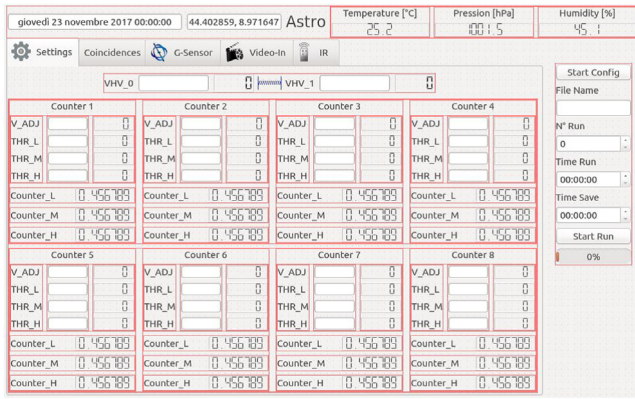 giovedì 23 novembre 2017 00:00:00 44.402859, 8.971647 Astro
Temperature [°C] Pression [hPa] Humidity [%]
25.2 1001.5 45.1
Settings Coincidences G-Sensor Video-In IR
VHV_0 0 VHV_1 0
Counter 1 Counter 2 Counter 3 Counter 4
V_ADJ 0 V_ADJ 0 V_ADJ 0 V_ADJ 0
THR_L 0 THR_L 0 THR_L 0 THR_L 0
THR_M 0 THR_M 0 THR_M 0 THR_M 0
THR_H 0 THR_H 0 THR_H 0 THR_H 0
Counter_L 0.456789 Counter_L 0.456789 Counter_L 0.456789 Counter_L 0.456789
Counter_M 0.456789 Counter_M 0.456789 Counter_M 0.456789 Counter_M 0.456789
Counter_H 0.456789 Counter_H 0.456789 Counter_H 0.456789 Counter_H 0.456789
Counter 5 Counter 6 Counter 7 Counter 8
V_ADJ 0 V_ADJ 0 V_ADJ 0 V_ADJ 0
THR_L 0 THR_L 0 THR_L 0 THR_L 0
THR_M 0 THR_M 0 THR_M 0 THR_M 0
THR_H 0 THR_H 0 THR_H 0 THR_H 0
Counter_L 0.456789 Counter_L 0.456789 Counter_L 0.456789 Counter_L 0.456789
Counter_M 0.456789 Counter_M 0.456789 Counter_M 0.456789 Counter_M 0.456789
Counter_H 0.456789 Counter_H 0.456789 Counter_H 0.456789 Counter_H 0.456789
Start Config
File Name
N° Run
0
Time Run
00:00:00
Time Save
00:00:00
Start Run
0%